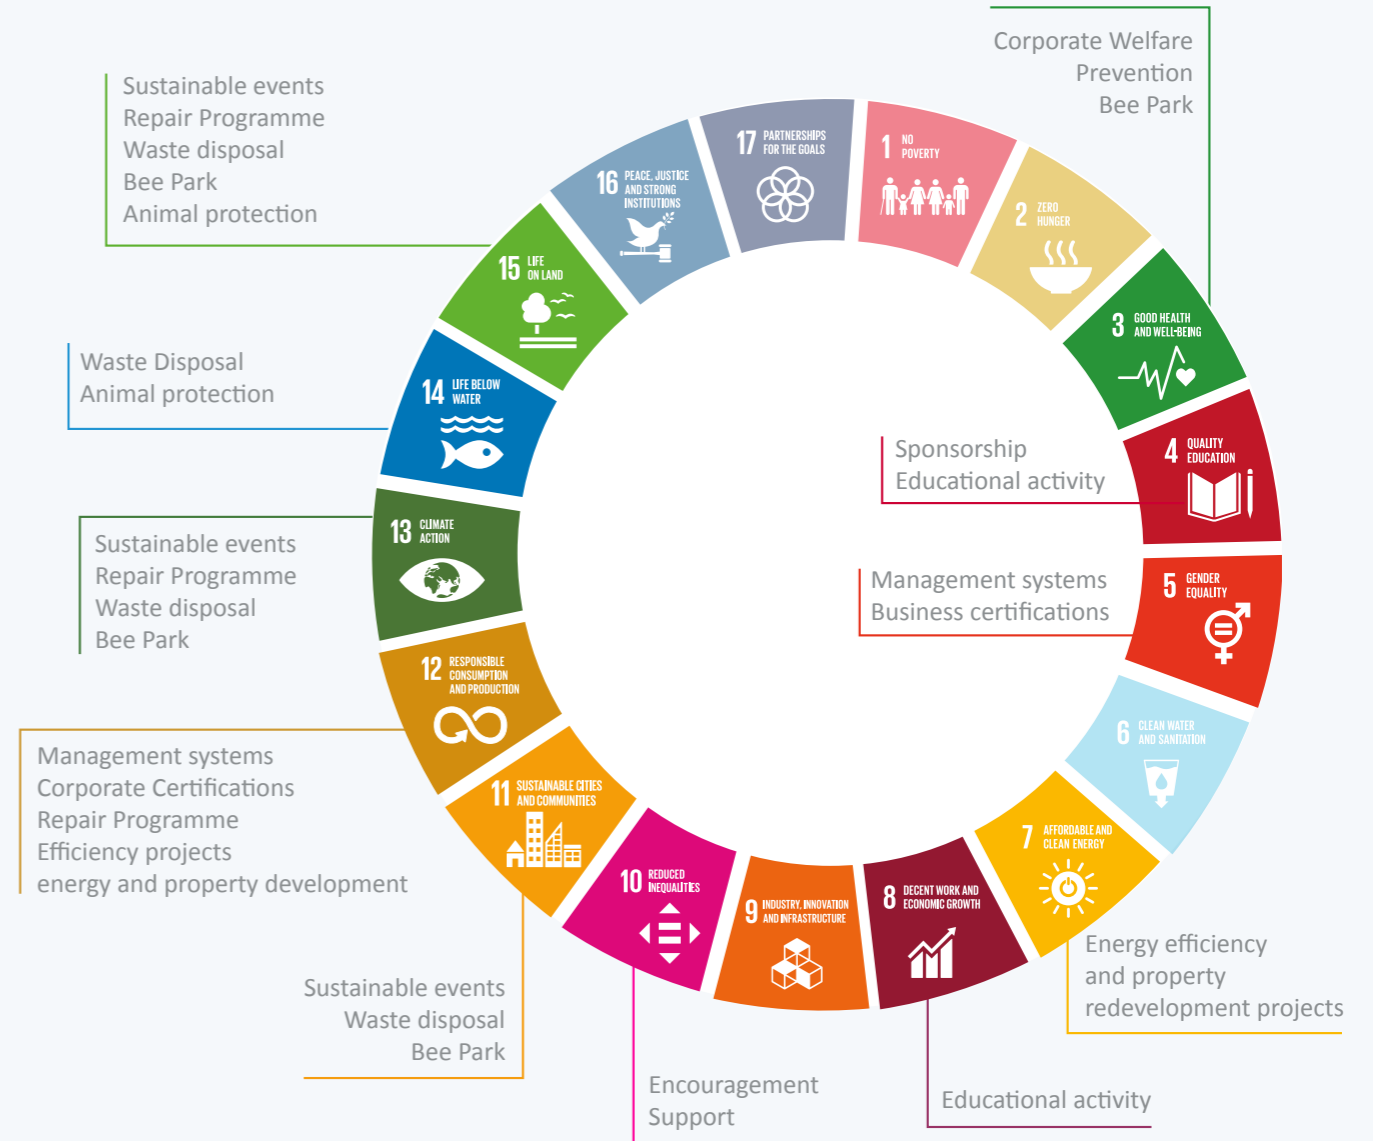 Corporate Welfare
Prevention
Bee Park
Sustainable events
Repair Programme
Waste disposal
Bee Park
Animal protection
17 PARTNERSHIPS
FOR THE GOALS
1 NO
POVERTY
16 PEACE, JUSTICE
AND STRONG
INSTITUTIONS
2 ZERO
HUNGER
15 LIFE
ON LAND
3 GOOD HEALTH
AND WELL-BEING
Waste Disposal
Animal protection
14 LIFE BELOW
WATER
Sponsorship
Educational activity
4 QUALITY
EDUCATION
13 CLIMATE
ACTION
Sustainable events
Repair Programme
Waste disposal
Bee Park
Management systems
Business certifications
5 GENDER
EQUALITY
12 RESPONSIBLE
CONSUMPTION
AND PRODUCTION
6 CLEAN WATER
AND SANITATION
Management systems
Corporate Certifications
Repair Programme
Efficiency projects
energy and property development
11 SUSTAINABLE CITIES
AND COMMUNITIES
7 AFFORDABLE AND
CLEAN ENERGY
10 REDUCED
INEQUALITIES
9 INDUSTRY, INNOVATION
AND INFRASTRUCTURE
8 DECENT WORK AND
ECONOMIC GROWTH
Energy efficiency
and property
redevelopment projects
Sustainable events
Waste disposal
Bee Park
Encouragement
Support
Educational activity